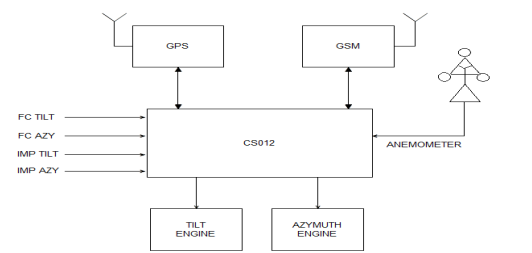 GPS
GSM
FC TILT
FC AZY
IMP TILT
IMP AZY
CS012
ANEMOMETER
TILT
ENGINE
AZYMUTH
ENGINE